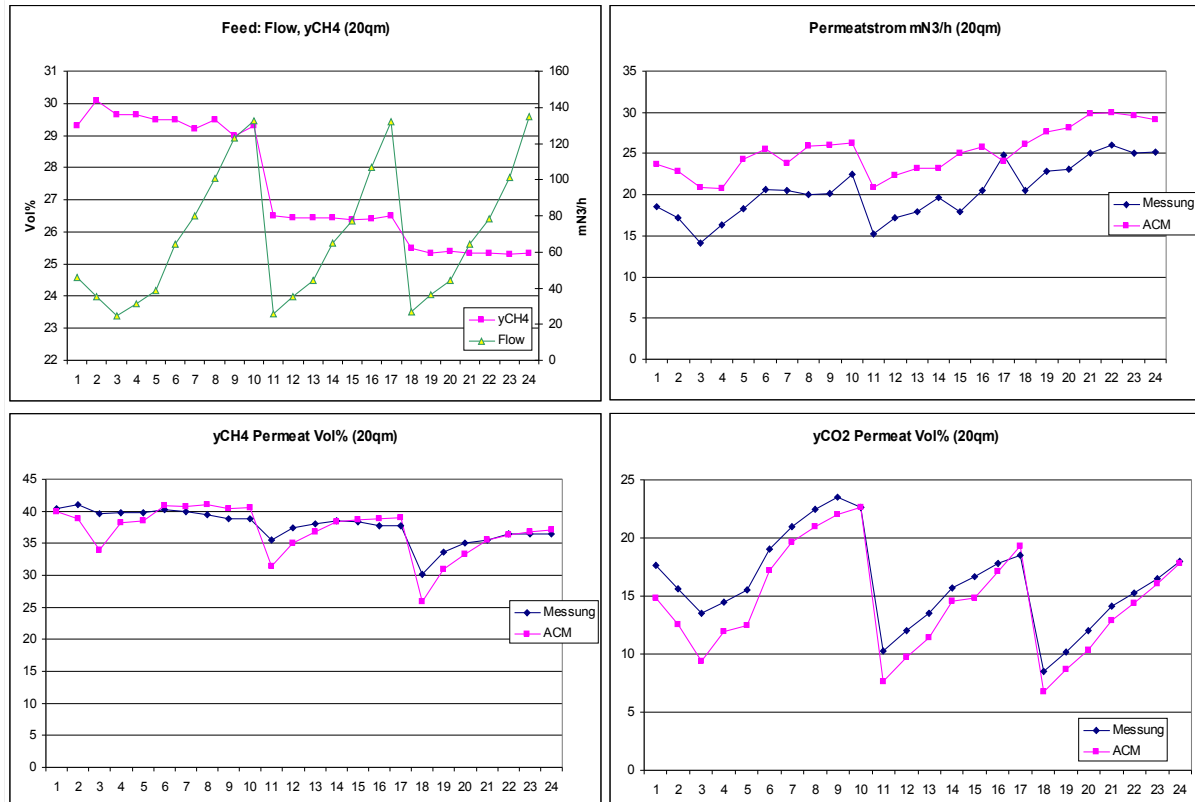 Feed: Flow, yCH4 (20qm)
31
30
29
28
27
26
25
24
23
22
Vol%
160
140
120
100
80
60
40
20
0
mN3/h
yCH4
Flow
1 2 3 4 5 6 7 8 9 10 11 12 13 14 15 16 17 18 19 20 21 22 23 24
Permeatstrom mN3/h (20qm)
35
30
25
20
15
10
5
0
Messung
ACM
1 2 3 4 5 6 7 8 9 10 11 12 13 14 15 16 17 18 19 20 21 22 23 24
yCH4 Permeat Vol% (20qm)
45
40
35
30
25
20
15
10
5
0
Messung
ACM
1 2 3 4 5 6 7 8 9 10 11 12 13 14 15 16 17 18 19 20 21 22 23 24
yCO2 Permeat Vol% (20qm)
25
20
15
10
5
0
Messung
ACM
1 2 3 4 5 6 7 8 9 10 11 12 13 14 15 16 17 18 19 20 21 22 23 24